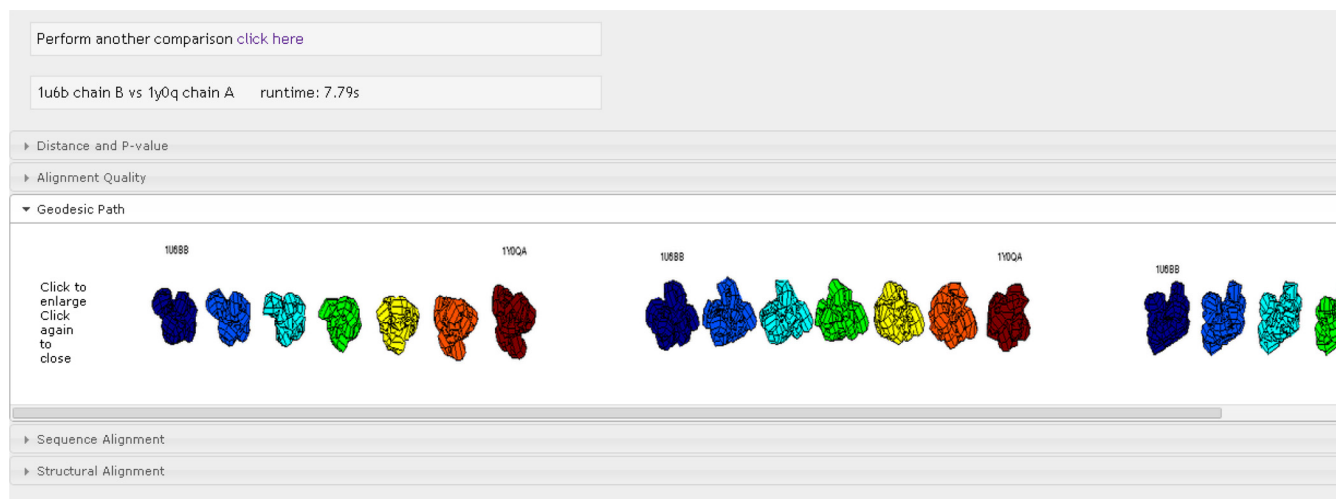 Perform another comparison click here
1u6b chain B vs 1y0q chain A runtime: 7.79s
Distance and P-value
Alignment Quality
Geodesic Path
1U6BB 1Y0QA 1U6BB 1Y0QA 1U6BB
Click to
enlarge
Click
again
to
close
Sequence Alignment
Structural Alignment